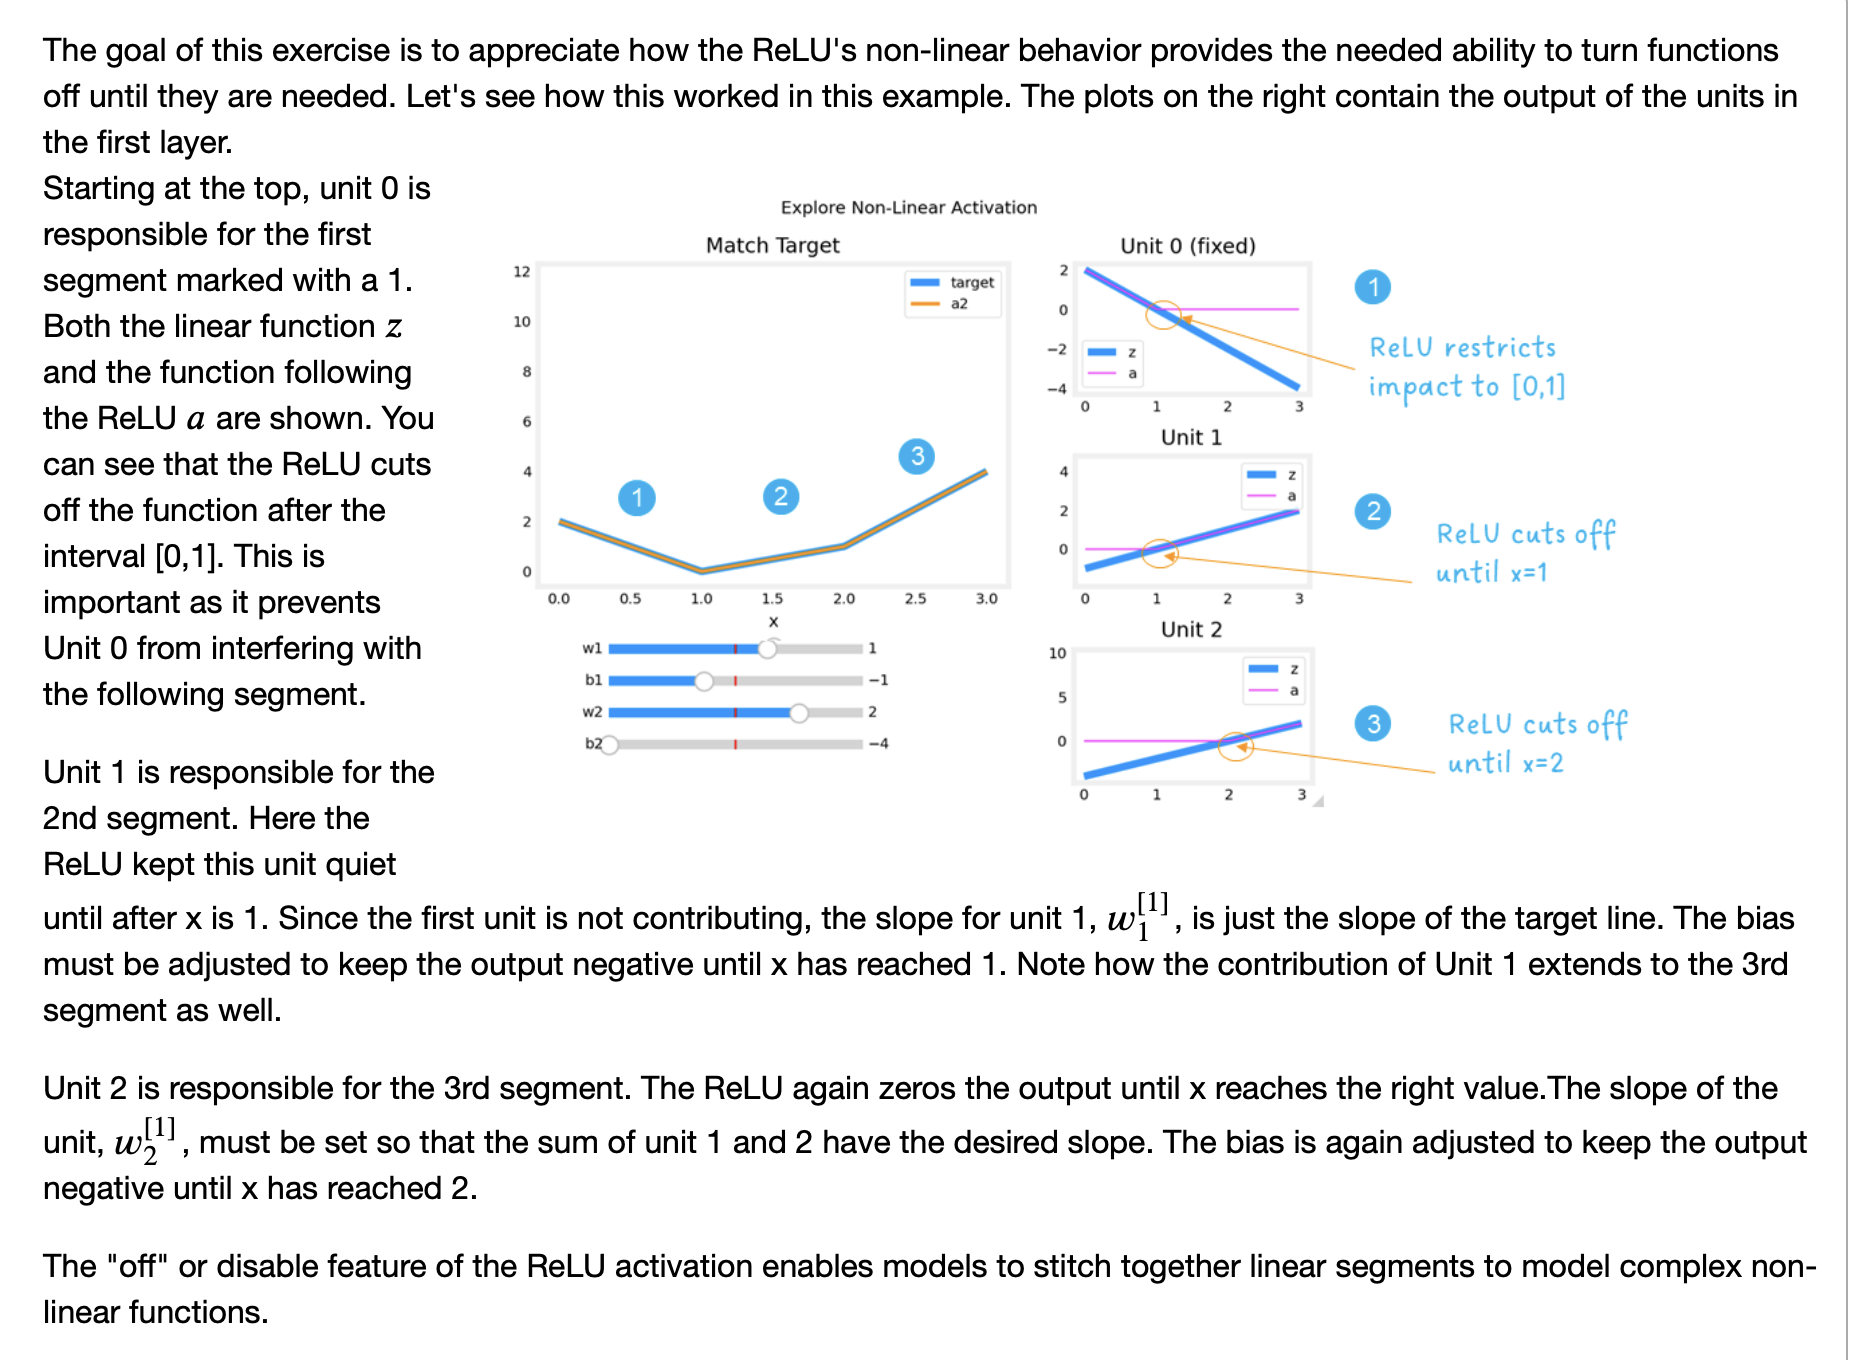 The goal of this exercise is to appreciate how the ReLU's non-linear behavior provides the needed ability to turn functions
off until they are needed. Let's see how this worked in this example. The plots on the right contain the output of the units in
the first layer.
Starting at the top, unit 0 is
responsible for the first
segment marked with a 1.
Both the linear function z
and the function following
the ReLU a are shown. You
can see that the ReLU cuts
off the function after the
interval [0,1]. This is
important as it prevents
Unit 0 from interfering with
the following segment.
Unit 1 is responsible for the
2nd segment. Here the
ReLU kept this unit quiet
until after x is 1. Since the first unit is not contributing, the slope for unit 1, w_1^{[1]}, is just the slope of the target line. The bias
must be adjusted to keep the output negative until x has reached 1. Note how the contribution of Unit 1 extends to the 3rd
segment as well.
Unit 2 is responsible for the 3rd segment. The ReLU again zeros the output until x reaches the right value.The slope of the
unit, w_2^{[1]}, must be set so that the sum of unit 1 and 2 have the desired slope. The bias is again adjusted to keep the output
negative until x has reached 2.
The "off" or disable feature of the ReLU activation enables models to stitch together linear segments to model complex non-
linear functions.
Explore Non-Linear Activation
Match Target
target
a2
12
10
8
6
4
2
0
1
2
3
0.0 0.5 1.0 1.5 2.0 2.5 3.0
x
w1 1
b1 −1
w2 2
b2 −4
Unit 0 (fixed)
2
0
−2
−4
z
a
0 1 2 3
1
ReLU restricts
impact to [0,1]
Unit 1
4
2
0
z
a
0 1 2 3
2
ReLU cuts off
until x=1
Unit 2
10
5
0
z
a
0 1 2 3
3
ReLU cuts off
until x=2